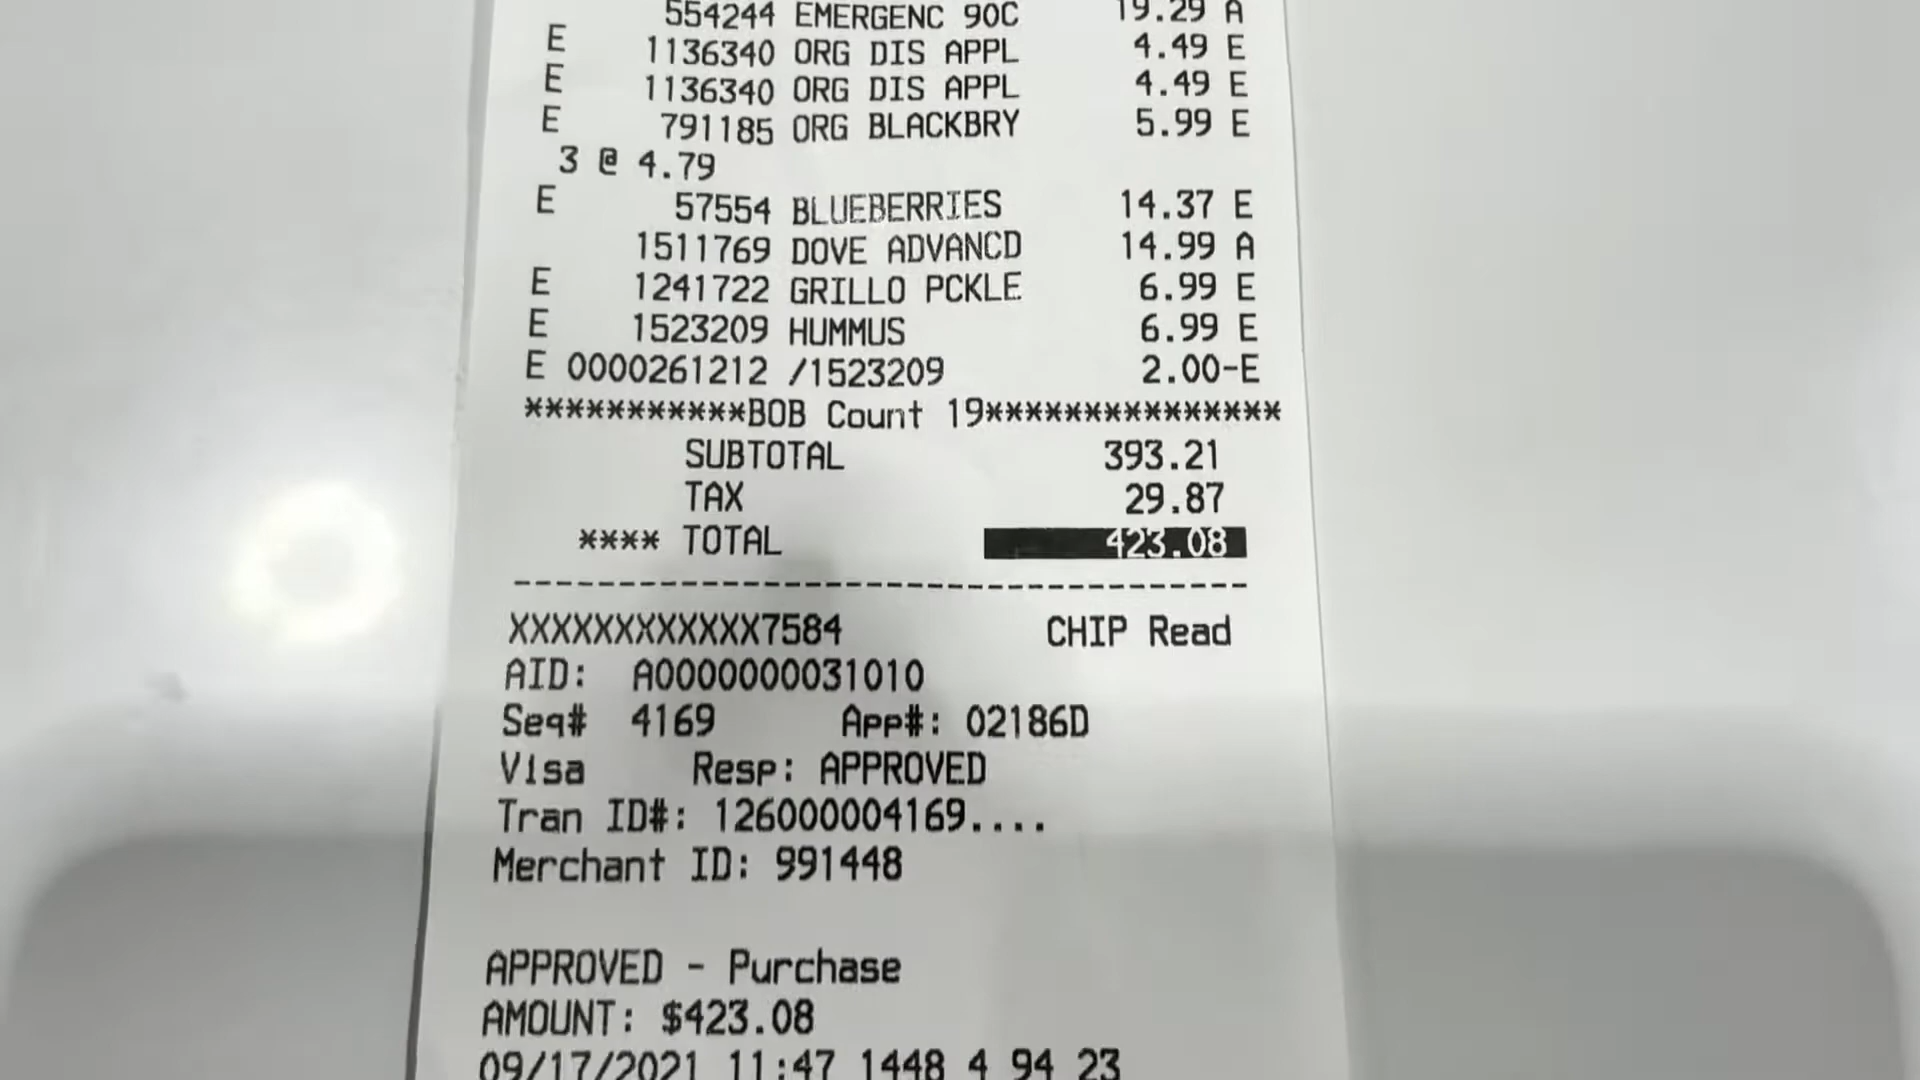 554244 EMERGENC 90C 19.29 A
E 1136340 ORG DIS APPL 4.49 E
E 1136340 ORG DIS APPL 4.49 E
E 791185 ORG BLACKBRY 5.99 E
3 @ 4.79
E 57554 BLUEBERRIES 14.37 E
1511769 DOVE ADVANCD 14.99 A
E 1241722 GRILLO PCKLE 6.99 E
E 1523209 HUMMUS 6.99 E
E 0000261212 /1523209 2.00-E
***********BOB Count 19***************
SUBTOTAL 393.21
TAX 29.87
**** TOTAL 423.08
-----------------------------------
XXXXXXXXXXXX7584 CHIP Read
AID: A0000000031010
Seq# 4169 App#: 02186D
Visa Resp: APPROVED
Tran ID#: 126000004169....
Merchant ID: 991448
APPROVED - Purchase
AMOUNT: $423.08
09/17/2021 11:47 1448 4 94 23